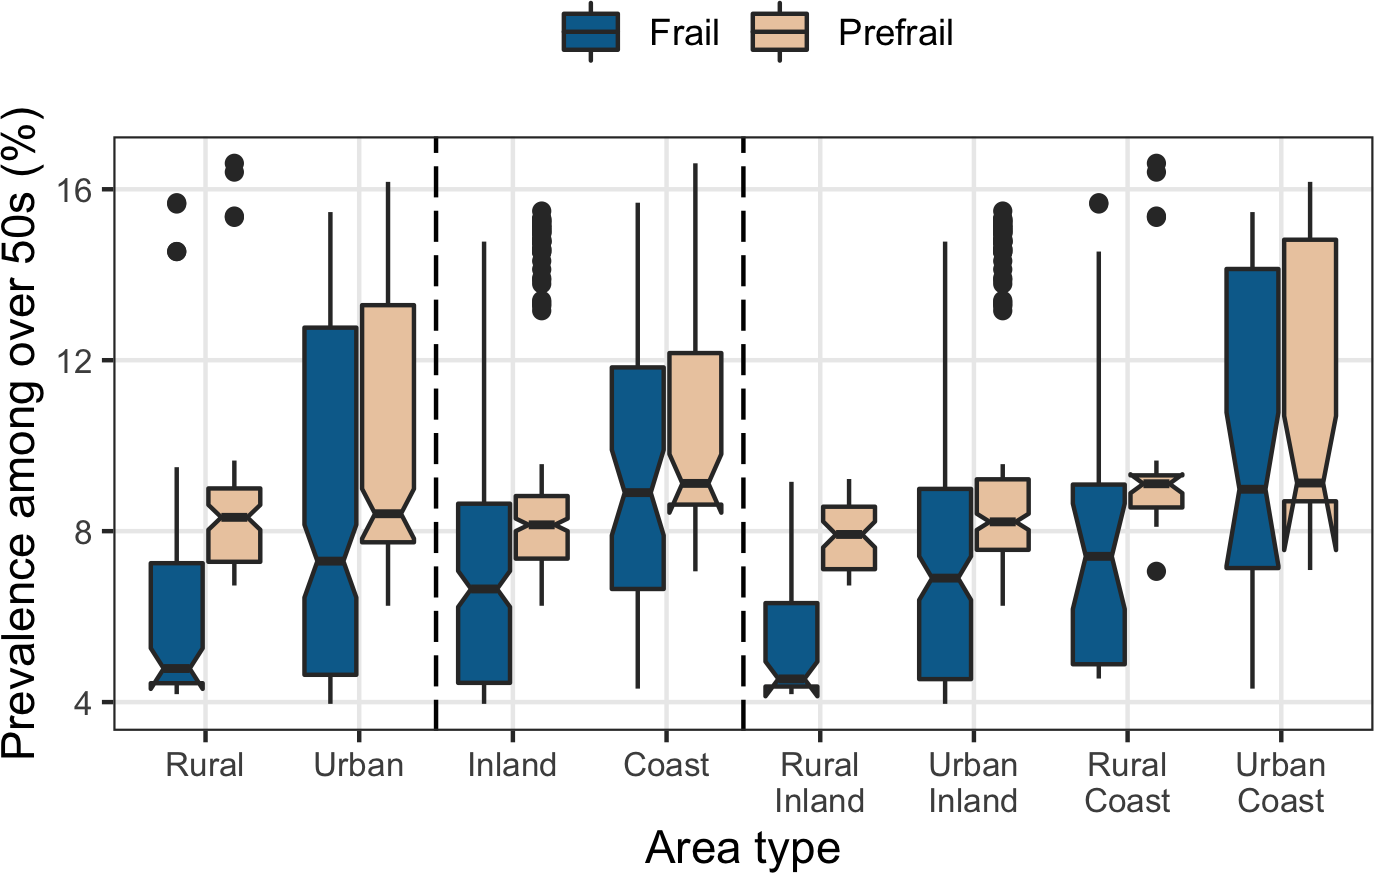 Frail Prefrail
Prevalence among over 50s (%)
16
12
8
4
Rural Urban Inland Coast Rural Inland Urban Inland Rural Coast Urban Coast
Area type